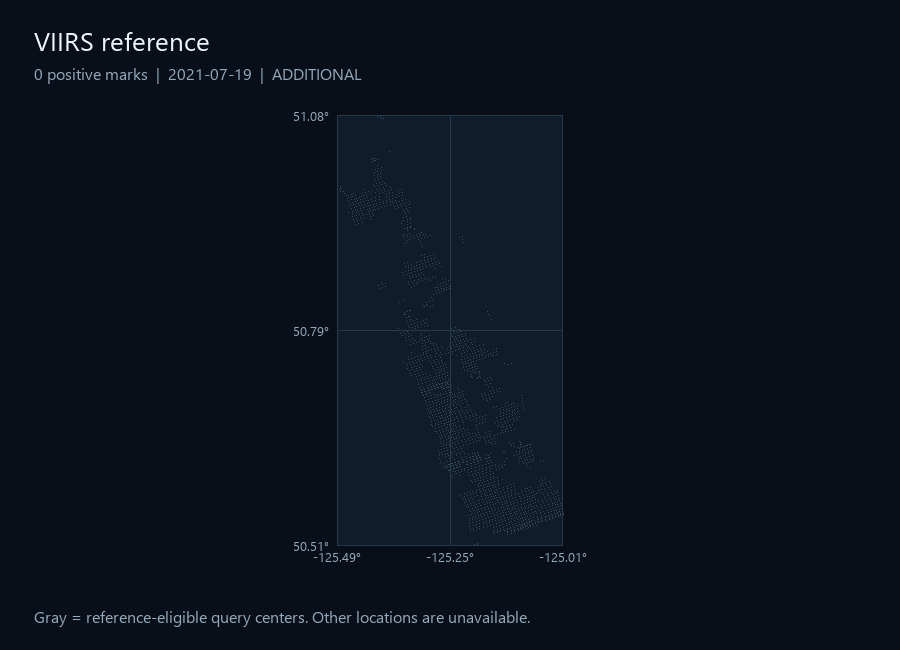 VIIRS reference
0 positive marks | 2021-07-19 | ADDITIONAL
51.08°
50.79°
50.51°
-125.49° -125.25° -125.01°
Gray = reference-eligible query centers. Other locations are unavailable.